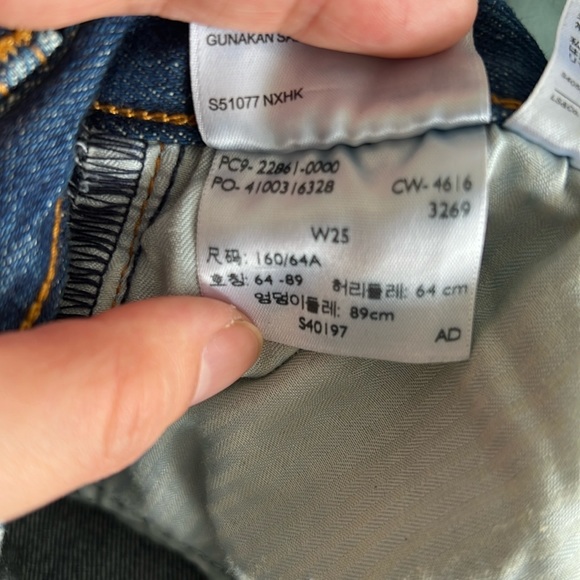 GUNAKAN
S51077 NXHK
PC9- 22861-0000
PO- 4100316328 CW- 4616
3269
W25
尺码: 160/64A
호칭: 64 -89 허리둘레: 64 cm
엉덩이둘레: 89cm
S40197 AD